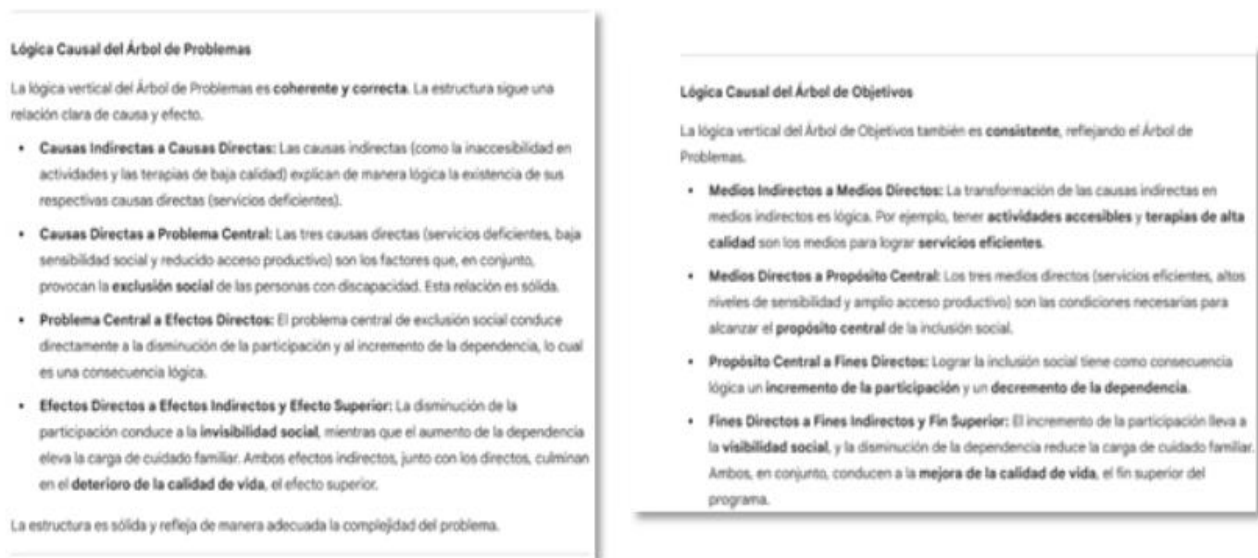 Lógica Causal del Árbol de Problemas
La lógica vertical del Árbol de Problemas es coherente y correcta. La estructura sigue una
relación clara de causa y efecto.
• Causas Indirectas a Causas Directas: Las causas indirectas (como la inaccesibilidad en
actividades y las terapias de baja calidad) explican de manera lógica la existencia de sus
respectivas causas directas (servicios deficientes).
• Causas Directas a Problema Central: Las tres causas directas (servicios deficientes, baja
sensibilidad social y reducido acceso productivo) son los factores que, en conjunto,
provocan la exclusión social de las personas con discapacidad. Esta relación es sólida.
• Problema Central a Efectos Directos: El problema central de exclusión social conduce
directamente a la disminución de la participación y al incremento de la dependencia, lo cual
es una consecuencia lógica.
• Efectos Directos a Efectos Indirectos y Efecto Superior: La disminución de la
participación conduce a la invisibilidad social, mientras que el aumento de la dependencia
eleva la carga de cuidado familiar. Ambos efectos indirectos, junto con los directos, culminan
en el deterioro de la calidad de vida, el efecto superior.
La estructura es sólida y refleja de manera adecuada la complejidad del problema.
Lógica Causal del Árbol de Objetivos
La lógica vertical del Árbol de Objetivos también es consistente, reflejando el Árbol de
Problemas.
• Medios Indirectos a Medios Directos: La transformación de las causas indirectas en
medios indirectos es lógica. Por ejemplo, tener actividades accesibles y terapias de alta
calidad son los medios para lograr servicios eficientes.
• Medios Directos a Propósito Central: Los tres medios directos (servicios eficientes, altos
niveles de sensibilidad y amplio acceso productivo) son las condiciones necesarias para
alcanzar el propósito central de la inclusión social.
• Propósito Central a Fines Directos: Lograr la inclusión social tiene como consecuencia
lógica un incremento de la participación y un decremento de la dependencia.
• Fines Directos a Fines Indirectos y Fin Superior: El incremento de la participación lleva a
la visibilidad social, y la disminución de la dependencia reduce la carga de cuidado familiar.
Ambos, en conjunto, conducen a la mejora de la calidad de vida, el fin superior del
programa.